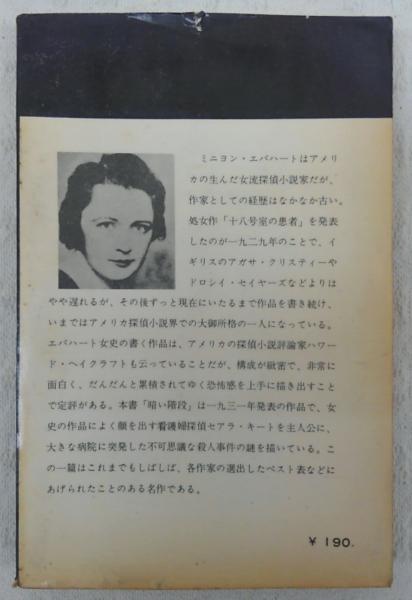 ミニヨン・エバハートはアメリ
カの生んだ女流探偵小説家だが、
作家としての経歴はなかなか古い。
処女作「十八号室の患者」を発表
したのが一九二九年のことで、イ
ギリスのアガサ・クリスティーや
ドロシイ・セイヤーズなどよりは
やや遅れるが、その後ずっと現在にいたるまで作品を書き続け、
いまではアメリカ探偵小説界での大御所格の一人になっている。
エバハート女史の書く作品は、アメリカの探偵小説評論家ハワー
ド・ヘイクラフトも云っていることだが、構成が緻密で、非常に
面白く、だんだんと累積されてゆく恐怖感を上手に描き出すこと
で定評がある。本書「暗い階段」は一九三一年発表の作品で、女
史の作品によく顔を出す看護婦探偵セアラ・キートを主人公に、
大きな病院に突発した不可思議な殺人事件の謎を描いている。こ
の一篇はこれまでもしばしば、各作家の選出したベスト表などに
あげられたことのある名作である。
¥ 190.